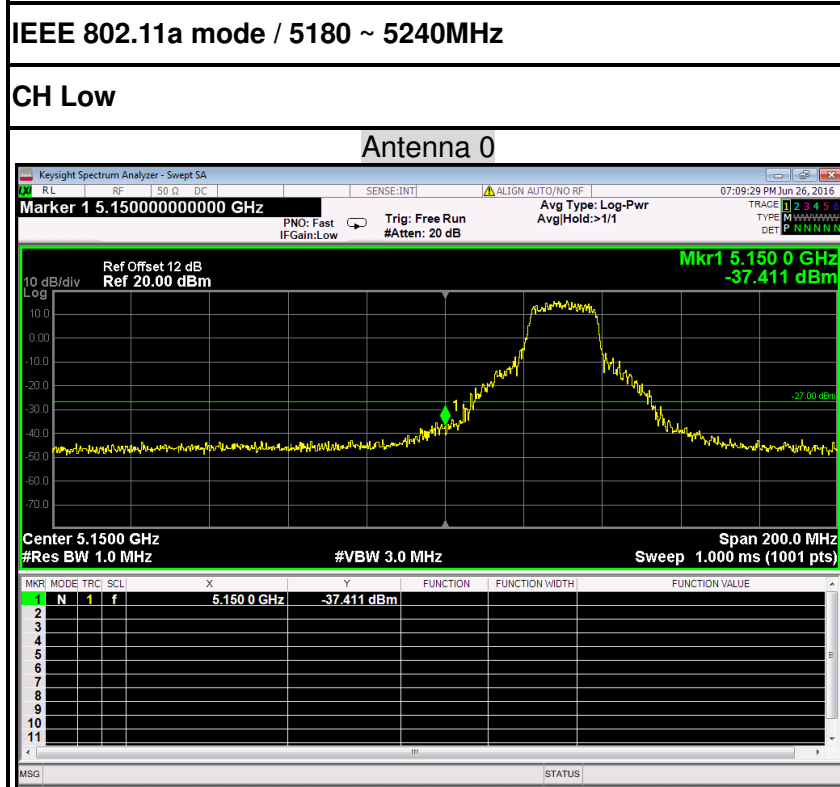 IEEE 802.11a mode / 5180 ~ 5240MHz
CH Low
Antenna 0
Keysight Spectrum Analyzer - Swept SA
RL RF 50 Ω DC SENSE:INT ALIGN AUTO/NO RF 07:09:29 PM Jun 26, 2016
Marker 1 5.150000000000 GHz
PNO: Fast
IFGain:Low
Trig: Free Run
#Atten: 20 dB
Avg Type: Log-Pwr
Avg|Hold:>1/1
TRACE 1 2 3 4 5 6
TYPE M WWWWW
DET P N N N N N
Mkr1 5.150 0 GHz
-37.411 dBm
Ref Offset 12 dB
10 dB/div Ref 20.00 dBm
Log
10.0
0.00
-10.0
-20.0
-27.00 dBm
-30.0
-40.0
-50.0
-60.0
-70.0
1
Center 5.1500 GHz Span 200.0 MHz
#Res BW 1.0 MHz #VBW 3.0 MHz Sweep 1.000 ms (1001 pts)
MKR MODE TRC SCL X Y FUNCTION FUNCTION WIDTH FUNCTION VALUE
1 N 1 f 5.150 0 GHz -37.411 dBm
2
3
4
5
6
7
8
9
10
11
MSG STATUS